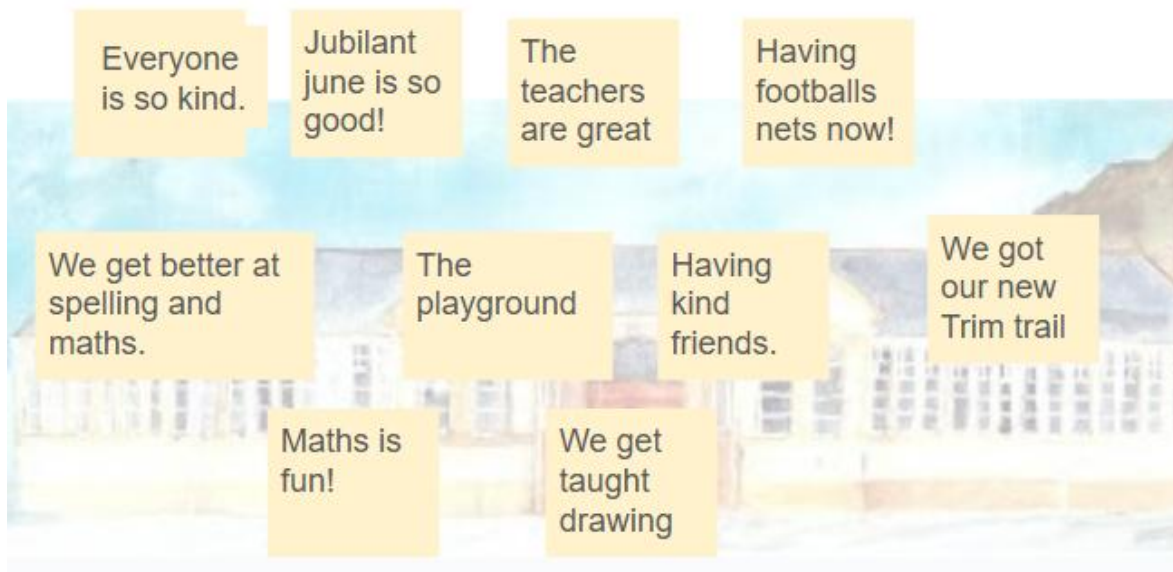 Everyone
is so kind.
Jubilant
june is so
good!
The
teachers
are great
Having
footballs
nets now!
We get better at
spelling and
maths.
The
playground
Having
kind
friends.
We got
our new
Trim trail
Maths is
fun!
We get
taught
drawing